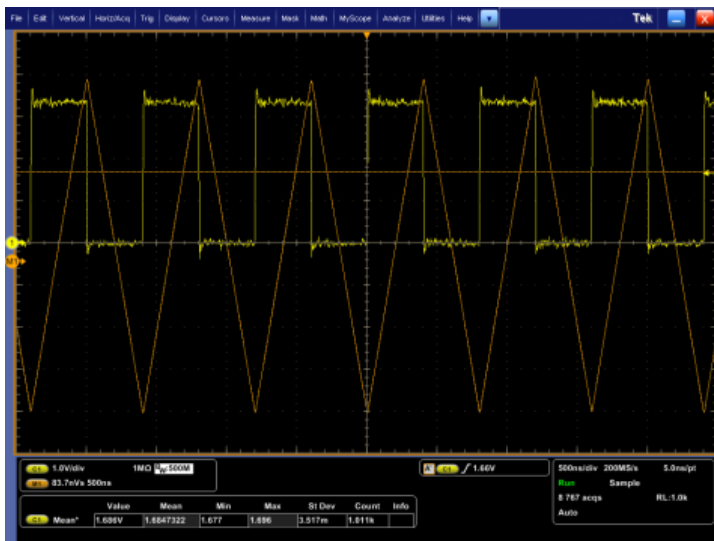 File Edit Vertical Horiz/Acq Trig Display Cursors Measure Mask Math MyScope Analyze Utilities Help Tek
1
M1
C1 1.0V/div 1MΩ BW:500M
M1 83.7nVs 500ns
A' C1 1.66V
500ns/div 200MS/s 5.0ns/pt
Run Sample
8 767 acqs RL:1.0k
Auto
Value Mean Min Max St Dev Count Info
C1 Mean* 1.686V 1.6847322 1.677 1.696 3.517m 1.011k